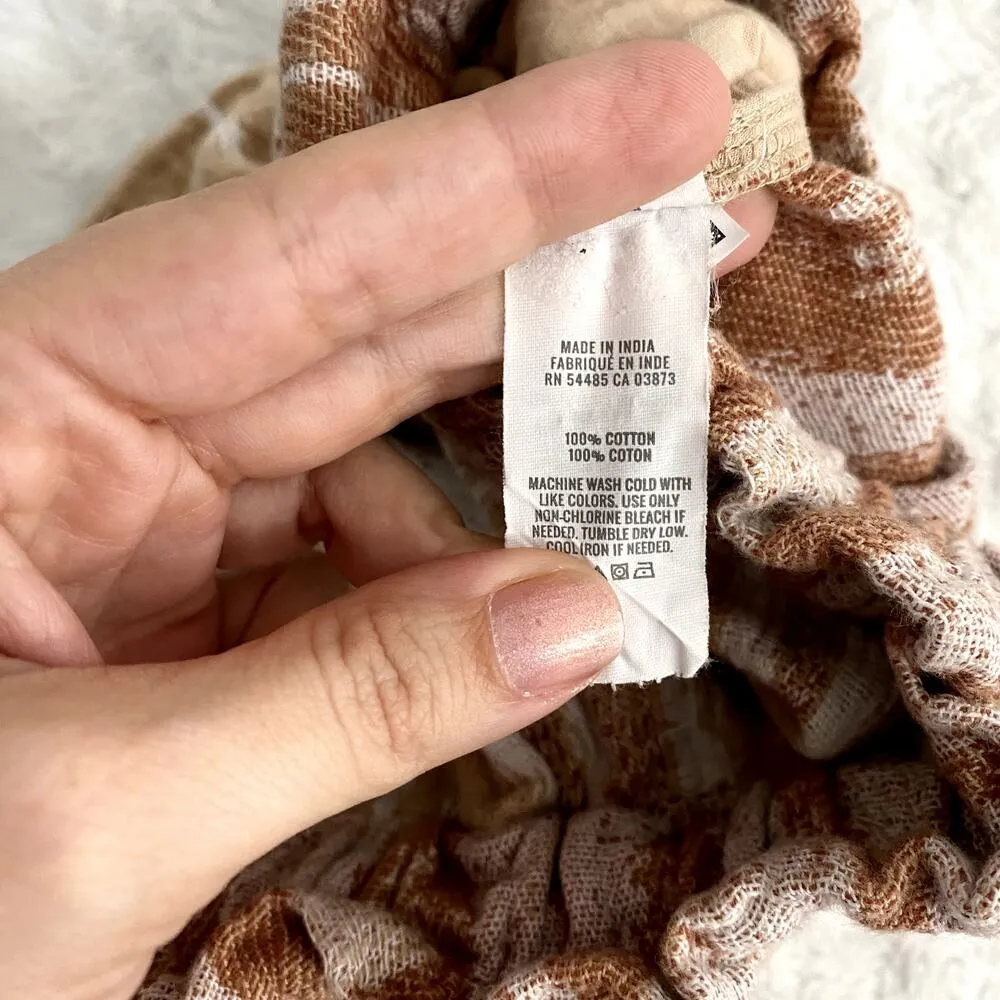 MADE IN INDIA
FABRIQUÉ EN INDE
RN 54485 CA 03873
100% COTTON
100% COTON
MACHINE WASH COLD WITH
LIKE COLORS. USE ONLY
NON-CHLORINE BLEACH IF
NEEDED. TUMBLE DRY LOW.
COOL IRON IF NEEDED.